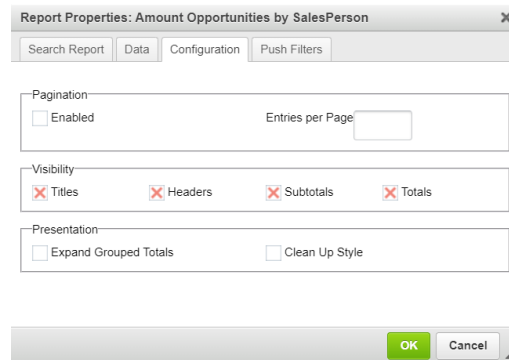 Report Properties: Amount Opportunities by SalesPerson
Search Report Data Configuration Push Filters
Pagination
Enabled Entries per Page
Visibility
Titles Headers Subtotals Totals
Presentation
Expand Grouped Totals Clean Up Style
OK Cancel